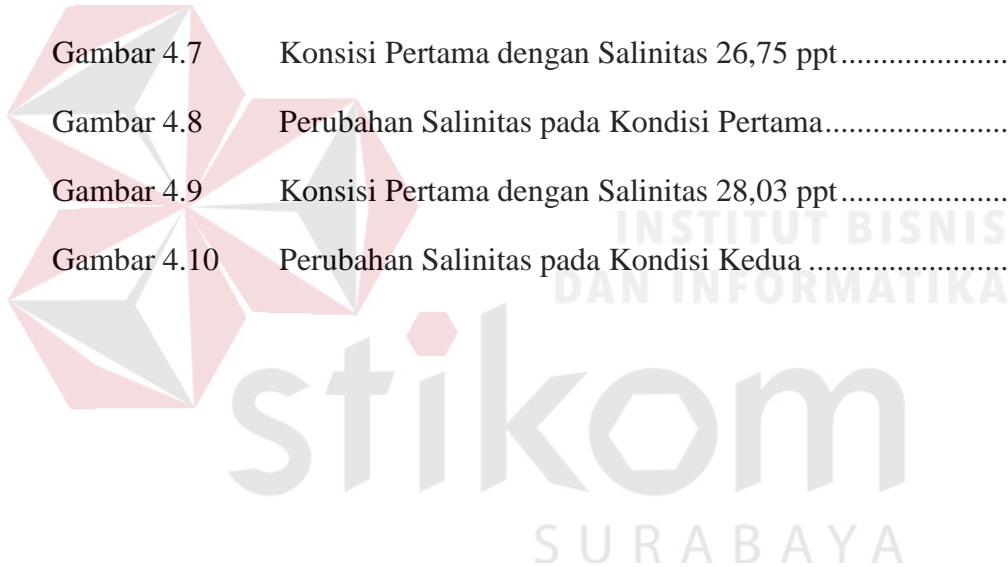 Gambar 4.7 Konsisi Pertama dengan Salinitas 26,75 ppt.....................
Gambar 4.8 Perubahan Salinitas pada Kondisi Pertama.......................
Gambar 4.9 Konsisi Pertama dengan Salinitas 28,03 ppt.....................
INSTITUT BISNIS
Gambar 4.10 Perubahan Salinitas pada Kondisi Kedua .........................
DAN INFORMATIKA
stikom
SURABAYA